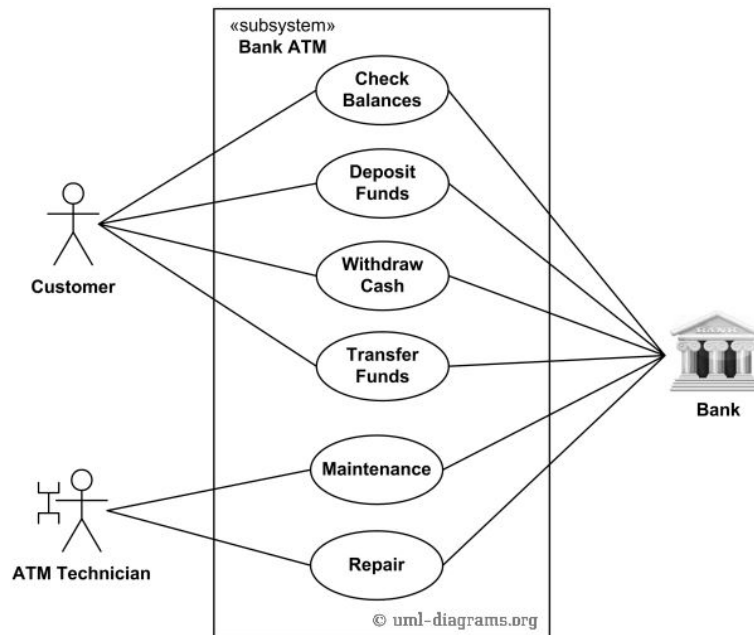 «subsystem»
Bank ATM
Check
Balances
Deposit
Funds
Withdraw
Cash
Transfer
Funds
Customer
BANK
Bank
Maintenance
ATM Technician
Repair
© uml-diagrams.org